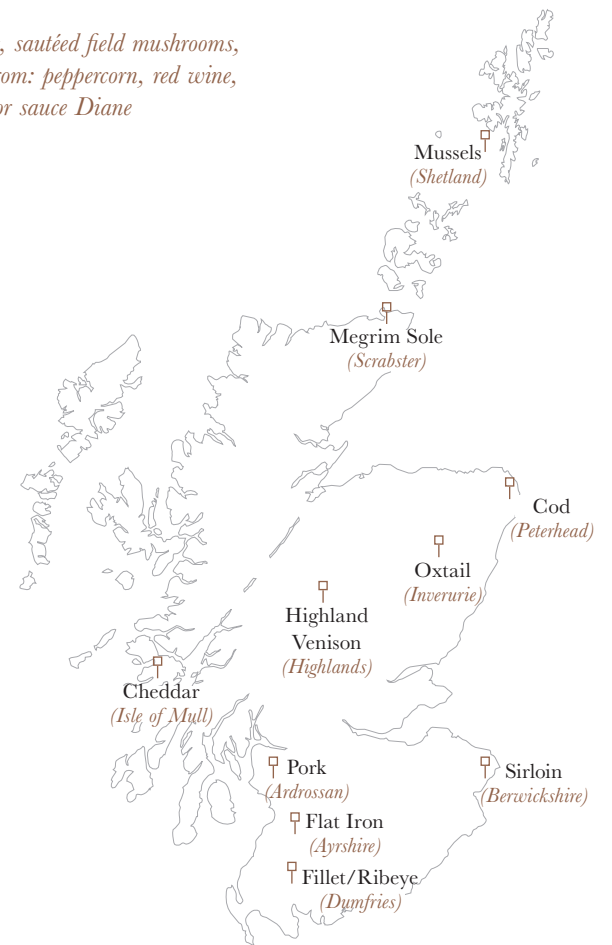 , sautéed field mushrooms,
rom: peppercorn, red wine,
or sauce Diane
Mussels
(Shetland)
Megrim Sole
(Scrabster)
Cod
(Peterhead)
Oxtail
(Inverurie)
Highland
Venison
(Highlands)
Cheddar
(Isle of Mull)
Pork
(Ardrossan)
Sirloin
(Berwickshire)
Flat Iron
(Ayrshire)
Fillet/Ribeye
(Dumfries)